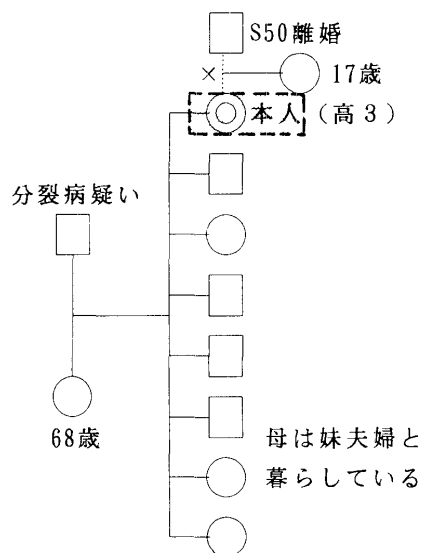 S50離婚
17歳
本人(高3)
分裂病疑い
68歳
母は妹夫婦と
暮らしている